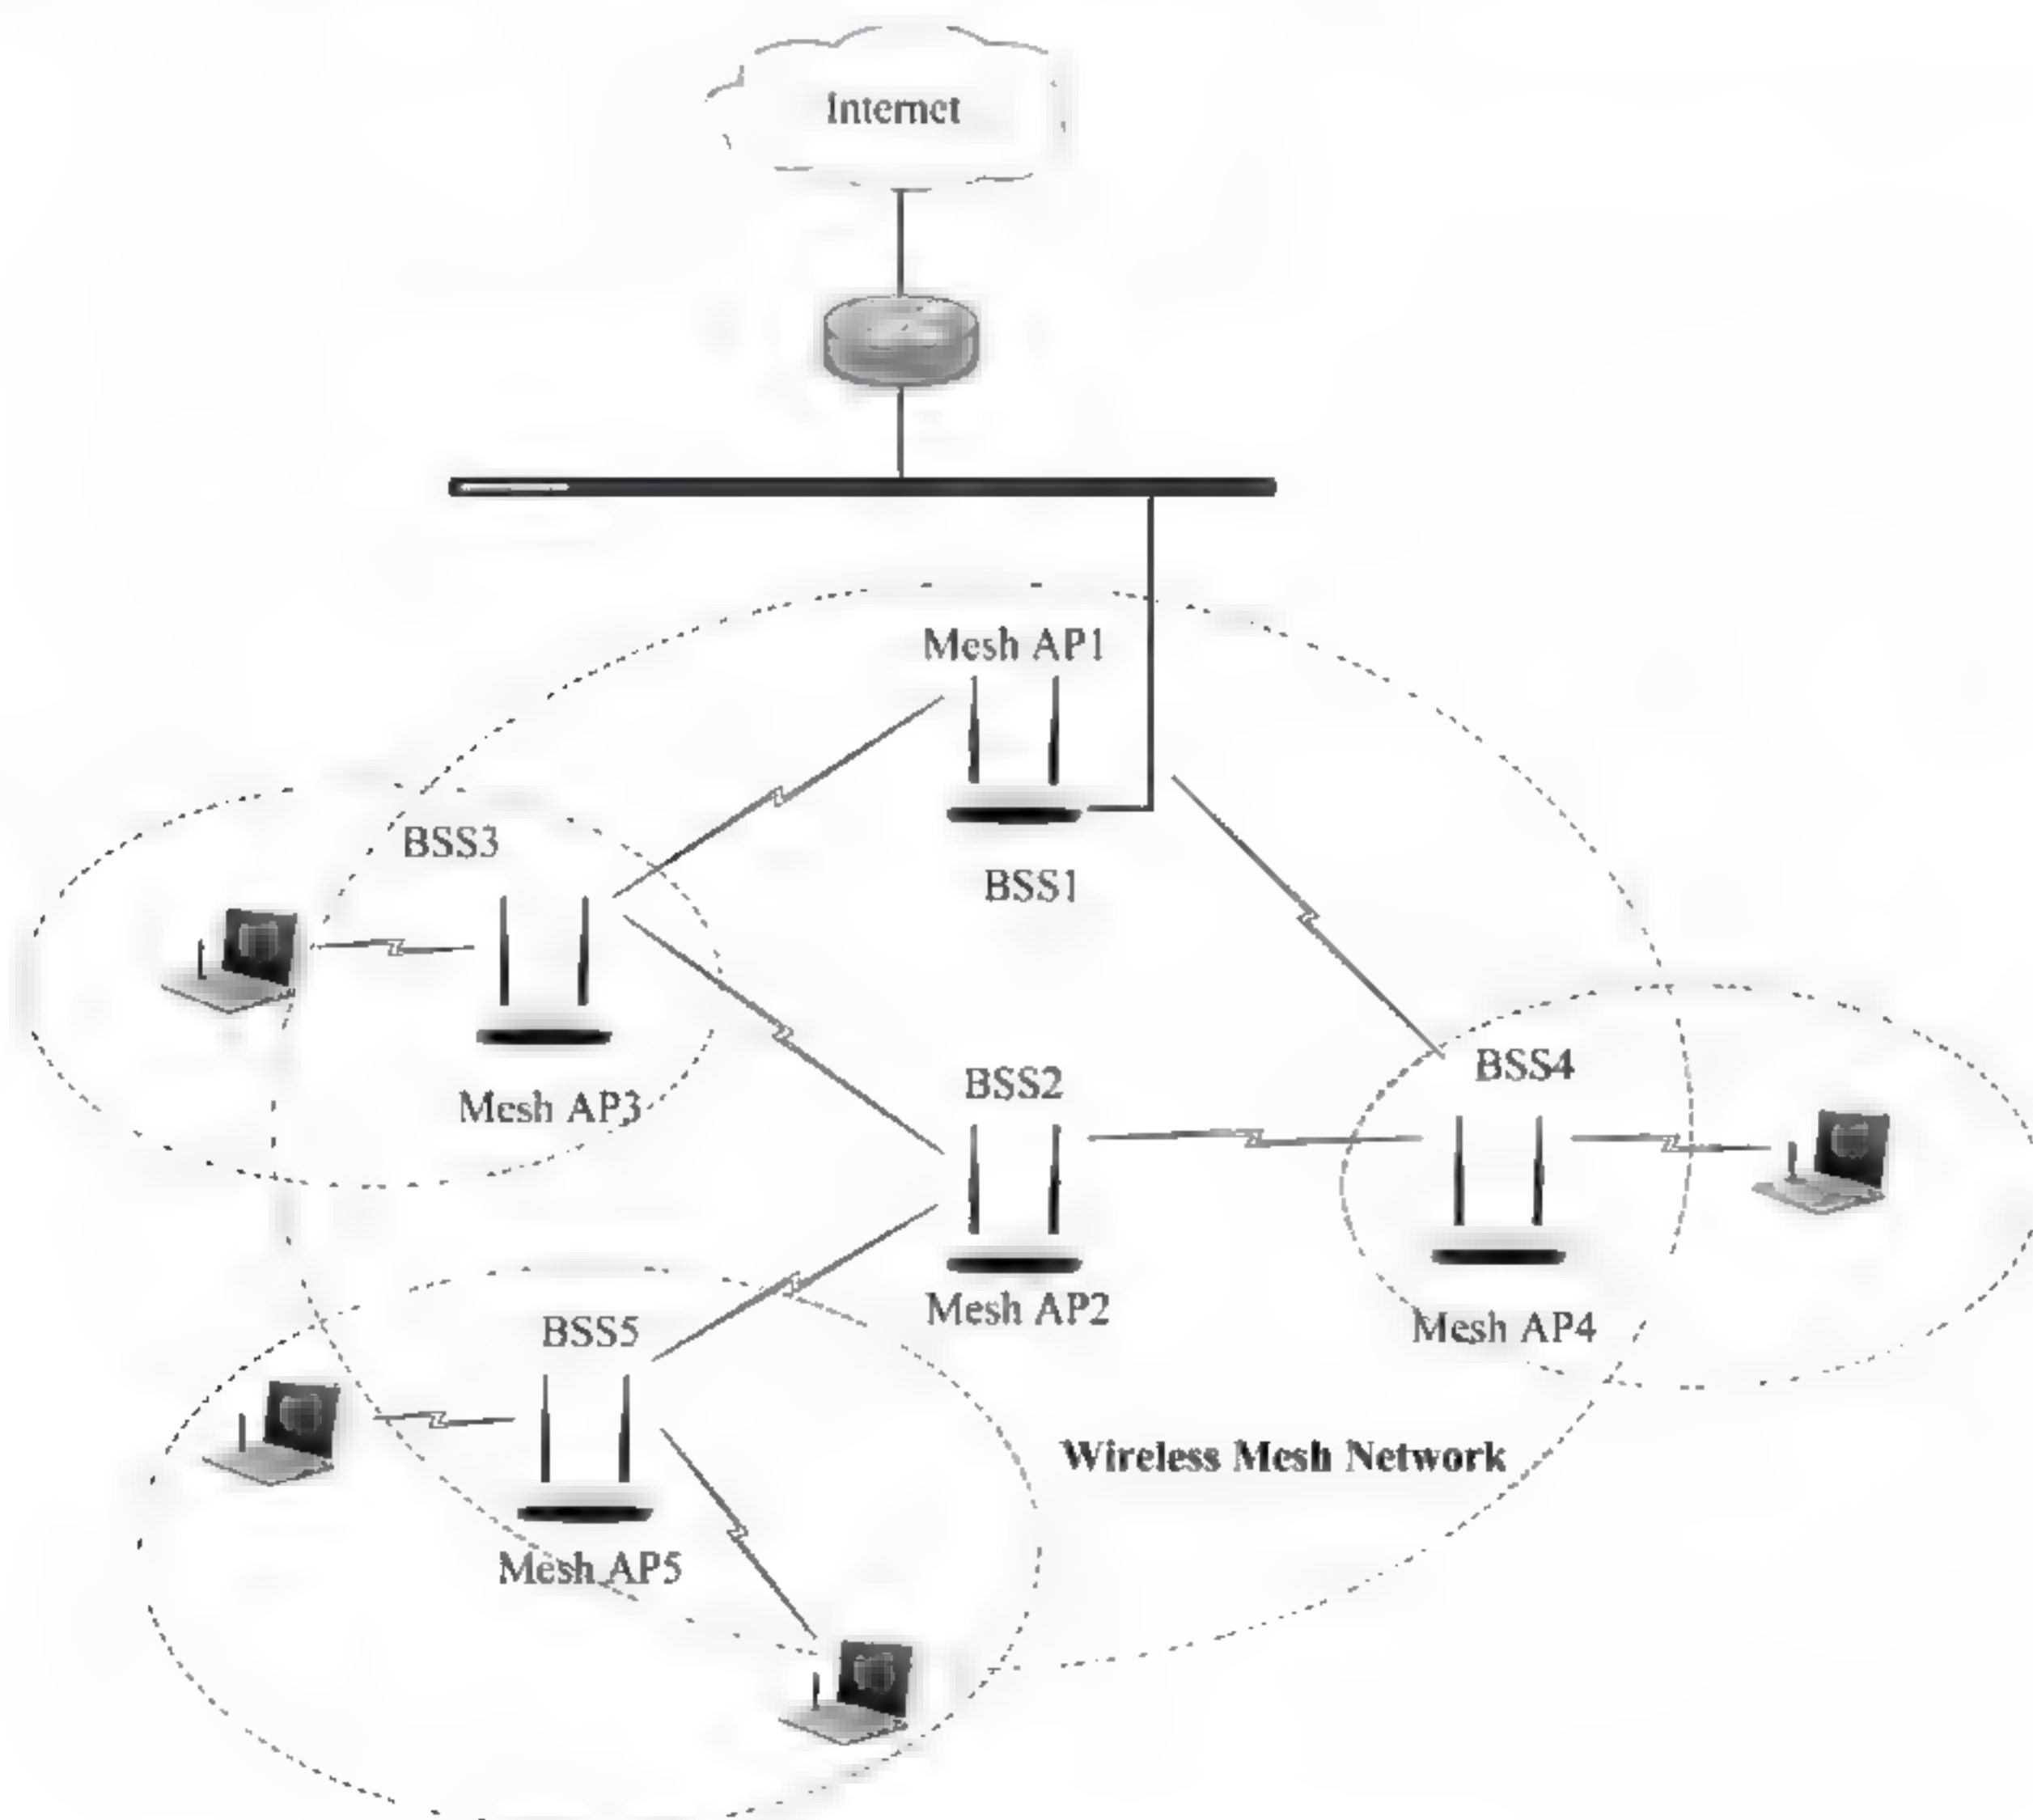 Internet
Mesh AP1
BSS3
BSS1
BSS4
BSS2
Mesh AP3
Mesh AP2
Mesh AP4
BSS5
Wireless Mesh Network
Mesh AP5